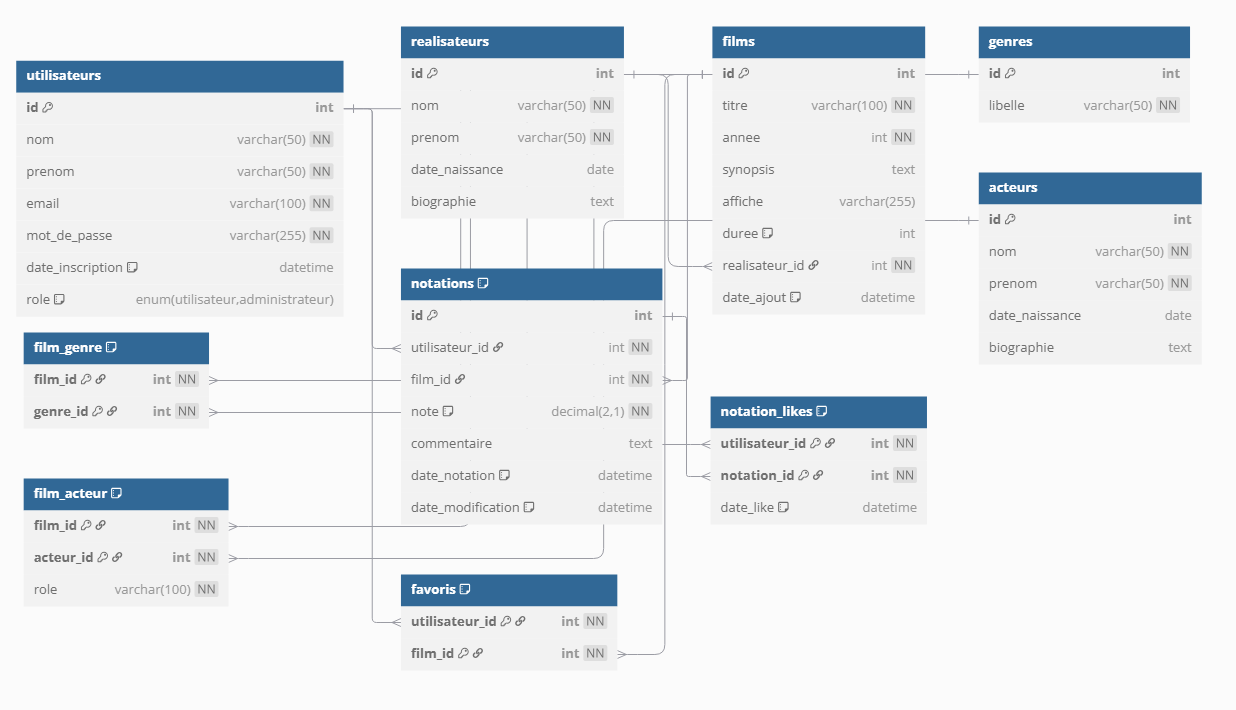 utilisateurs
id int
nom varchar(50) NN
prenom varchar(50) NN
email varchar(100) NN
mot_de_passe varchar(255) NN
date_inscription datetime
role enum(utilisateur,administrateur)
realisateurs
id int
nom varchar(50) NN
prenom varchar(50) NN
date_naissance date
biographie text
films
id int
titre varchar(100) NN
annee int NN
synopsis text
affiche varchar(255)
duree int
realisateur_id int NN
date_ajout datetime
genres
id int
libelle varchar(50) NN
acteurs
id int
nom varchar(50) NN
prenom varchar(50) NN
date_naissance date
biographie text
notations
id int
utilisateur_id int NN
film_id int NN
note decimal(2,1) NN
commentaire text
date_notation datetime
date_modification datetime
film_genre
film_id int NN
genre_id int NN
notation_likes
utilisateur_id int NN
notation_id int NN
date_like datetime
film_acteur
film_id int NN
acteur_id int NN
role varchar(100) NN
favoris
utilisateur_id int NN
film_id int NN